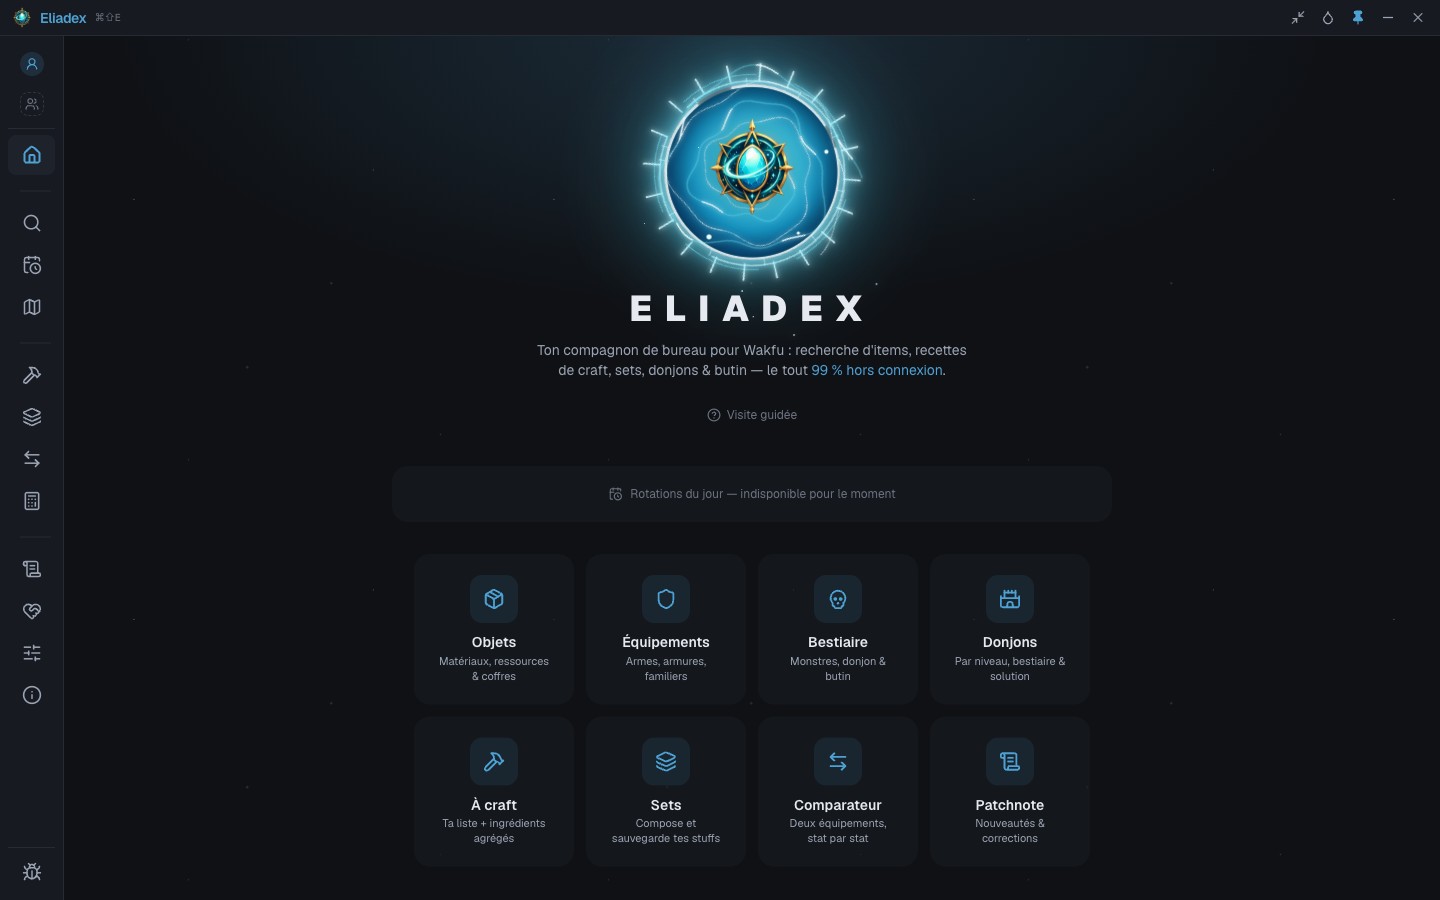 Eliadex ⌘⇧E
ELIADEX
Ton compagnon de bureau pour Wakfu : recherche d'items, recettes
de craft, sets, donjons & butin — le tout 99 % hors connexion.
Visite guidée
Rotations du jour — indisponible pour le moment
Objets
Matériaux, ressources
& coffres
Équipements
Armes, armures,
familiers
Bestiaire
Monstres, donjon &
butin
Donjons
Par niveau, bestiaire &
solution
À craft
Ta liste + ingrédients
agrégés
Sets
Compose et
sauvegarde tes stuffs
Comparateur
Deux équipements,
stat par stat
Patchnote
Nouveautés &
corrections